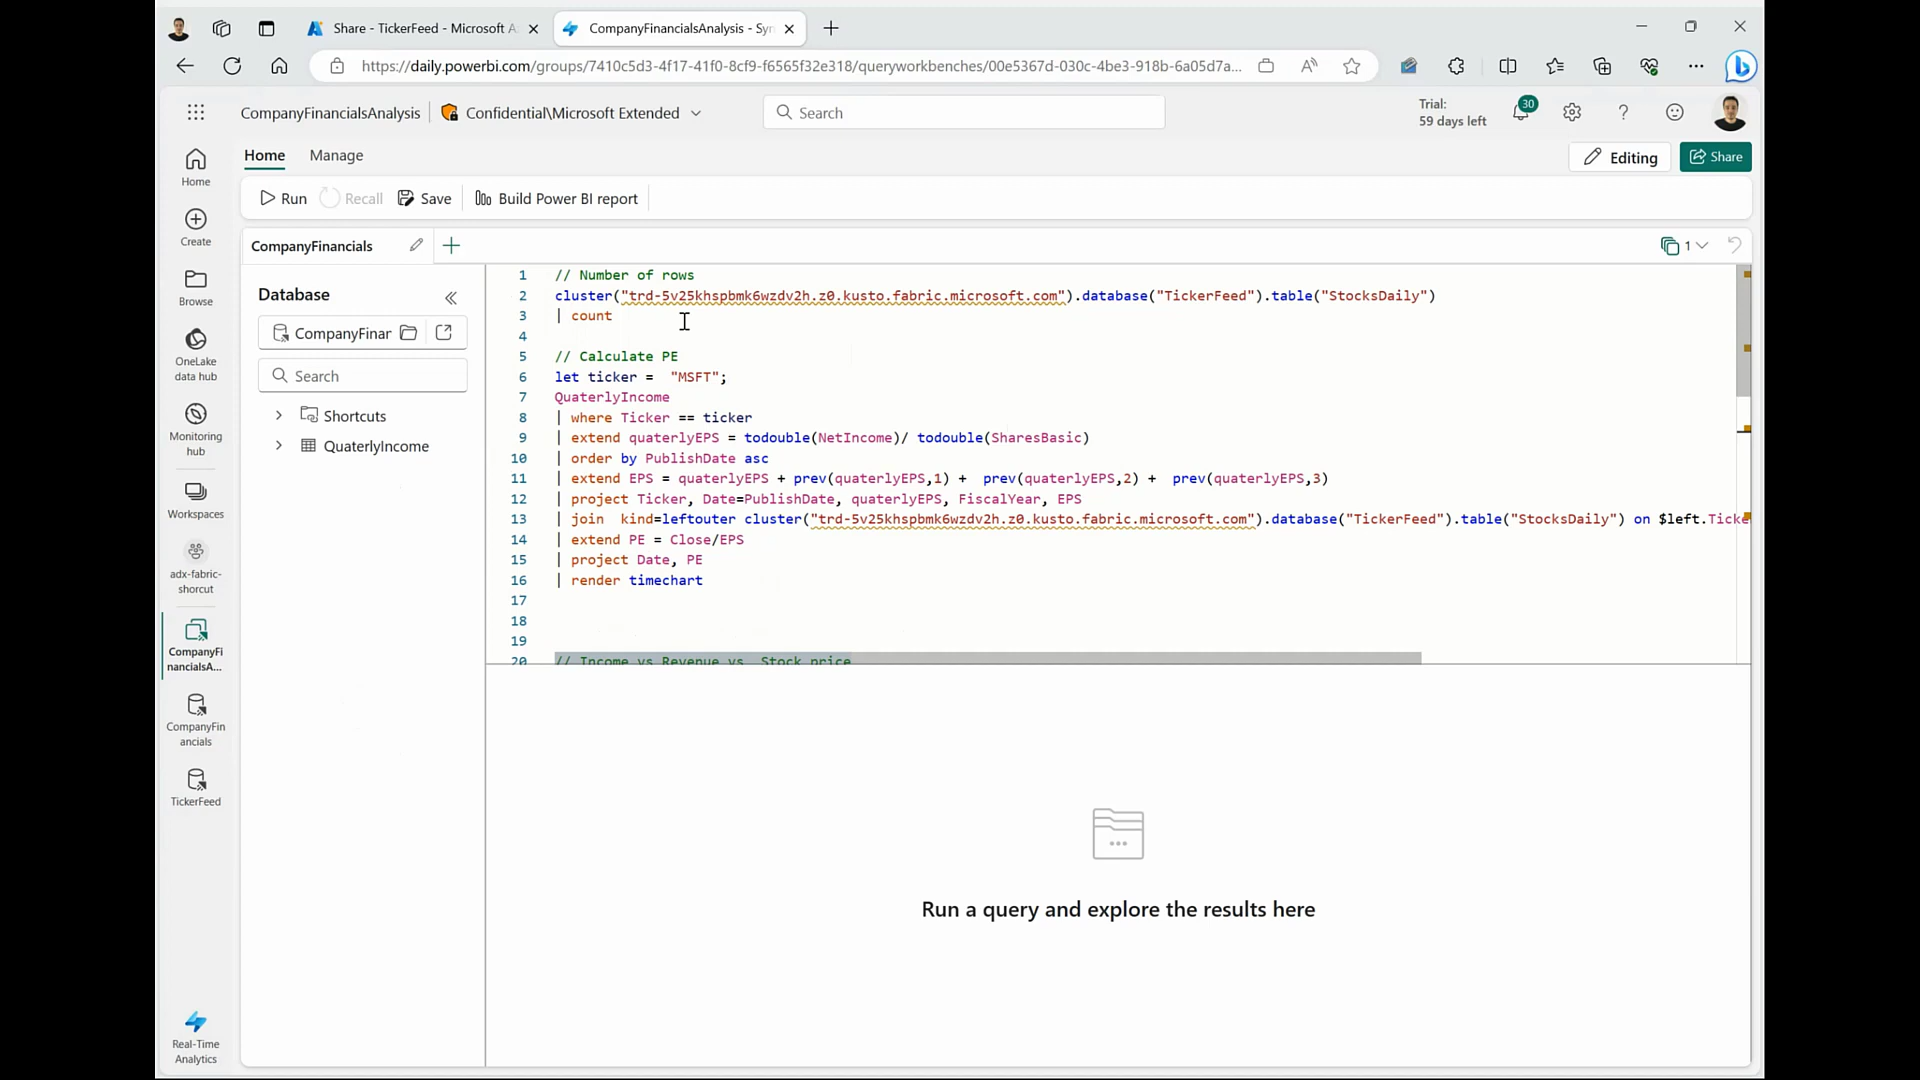 Share - TickerFeed - Microsoft A
CompanyFinancialsAnalysis - Syn
https://daily.powerbi.com/groups/7410c5d3-4f17-41f0-8cf9-f6565f32e318/queryworkbenches/00e5367d-030c-4be3-918b-6a05d7a...
CompanyFinancialsAnalysis
Confidential\Microsoft Extended
Search
Trial:
59 days left
30
Home
Manage
Editing
Share
Run
Recall
Save
Build Power BI report
Home
Create
Browse
OneLake
data hub
Monitoring
hub
Workspaces
adx-fabric-
shorcut
CompanyFi
nancialsA...
CompanyFin
ancials
TickerFeed
Real-Time
Analytics
CompanyFinancials
1
Database
CompanyFinar
Search
Shortcuts
QuaterlyIncome
1 // Number of rows
2 cluster("trd-5v25khspbmk6wzdv2h.z0.kusto.fabric.microsoft.com").database("TickerFeed").table("StocksDaily")
3 | count
4
5 // Calculate PE
6 let ticker =  "MSFT";
7 QuaterlyIncome
8 | where Ticker == ticker
9 | extend quaterlyEPS = todouble(NetIncome)/ todouble(SharesBasic)
10 | order by PublishDate asc
11 | extend EPS = quaterlyEPS + prev(quaterlyEPS,1) +  prev(quaterlyEPS,2) +  prev(quaterlyEPS,3)
12 | project Ticker, Date=PublishDate, quaterlyEPS, FiscalYear, EPS
13 | join  kind=leftouter cluster("trd-5v25khspbmk6wzdv2h.z0.kusto.fabric.microsoft.com").database("TickerFeed").table("StocksDaily") on $left.Ticke
14 | extend PE = Close/EPS
15 | project Date, PE
16 | render timechart
17
18
19
20 // Income vs Revenue vs  Stock price
Run a query and explore the results here